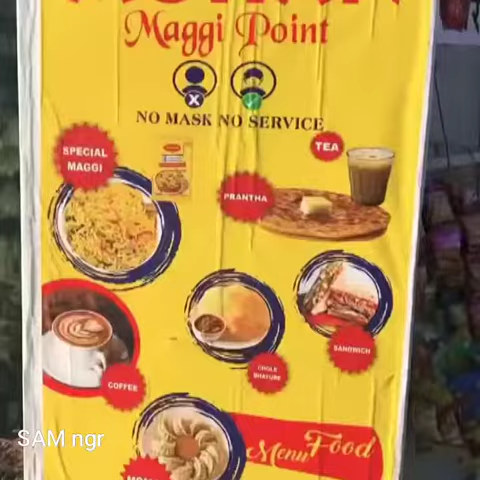 Maggi Point
NO MASK NO SERVICE
SPECIAL
MAGGI
TEA
PRANTHA
SANDWICH
CHOLE
BHATURE
COFFEE
Menu Food
SAM ngr